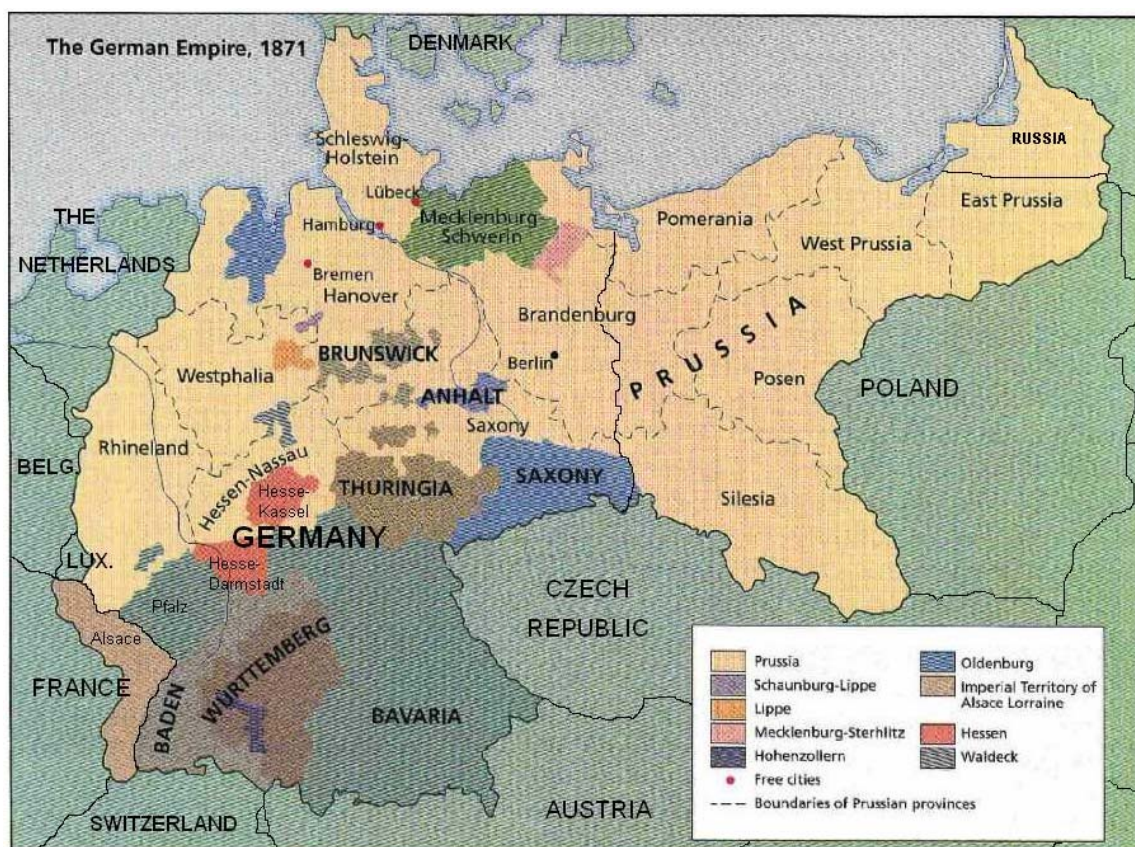 The German Empire, 1871
DENMARK
RUSSIA
Schleswig-
Holstein
Lübeck
Hamburg
Mecklenburg-
Schwerin
Pomerania
East Prussia
West Prussia
THE
NETHERLANDS
Bremen
Hanover
Brandenburg
Berlin
PRUSSIA
Posen
POLAND
BRUNSWICK
Westphalia
ANHALT
Saxony
Rhineland
BELG.
Hessen-Nassau
Hesse-
Kassel
THURINGIA
SAXONY
Silesia
GERMANY
LUX.
Hesse-
Darmstadt
Pfalz
CZECH
REPUBLIC
Alsace
FRANCE
BADEN
WÜRTTEMBERG
BAVARIA
SWITZERLAND
AUSTRIA
Prussia
Schaunburg-Lippe
Lippe
Mecklenburg-Sterhlitz
Hohenzollern
Free cities
Boundaries of Prussian provinces
Oldenburg
Imperial Territory of
Alsace Lorraine
Hessen
Waldeck